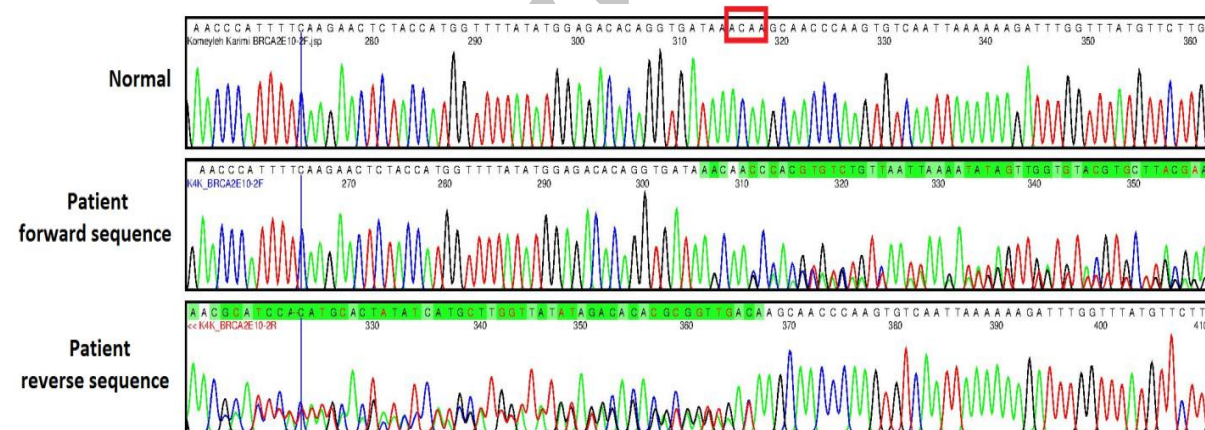 AACCCATTTTCAAGAACTCTACCATGGTTTTATATGGAGACACAGGTGATAAACAAGCAACCCAAGTGTCAATTAAAAAAGATTTGGTTTATGTTCTTG
Komeyleh Karimi BRCA2E10-2F.jsp 280 290 300 310 320 330 340 350 360
Normal
AACCCATTTTCAAGAACTCTACCATGGTTTTATATGGAGACACAGGTGATAAACAACCCACGTGTCTGTTAATTAAAATATAGTTGGTGTACGTGCTTACGAA
K4K_BRCA2E10-2F 270 280 290 300 310 320 330 340 350
Patient
forward sequence
AACGCATCCACATGCACTATATCATGCTTGGTTATATAGACACACGCGGTTGACAAGCAACCCAAGTGTCAATTAAAAAAGATTTGGTTTATGTTCTT
<< K4K_BRCA2E10-2R 330 340 350 360 370 380 390 400 410
Patient
reverse sequence